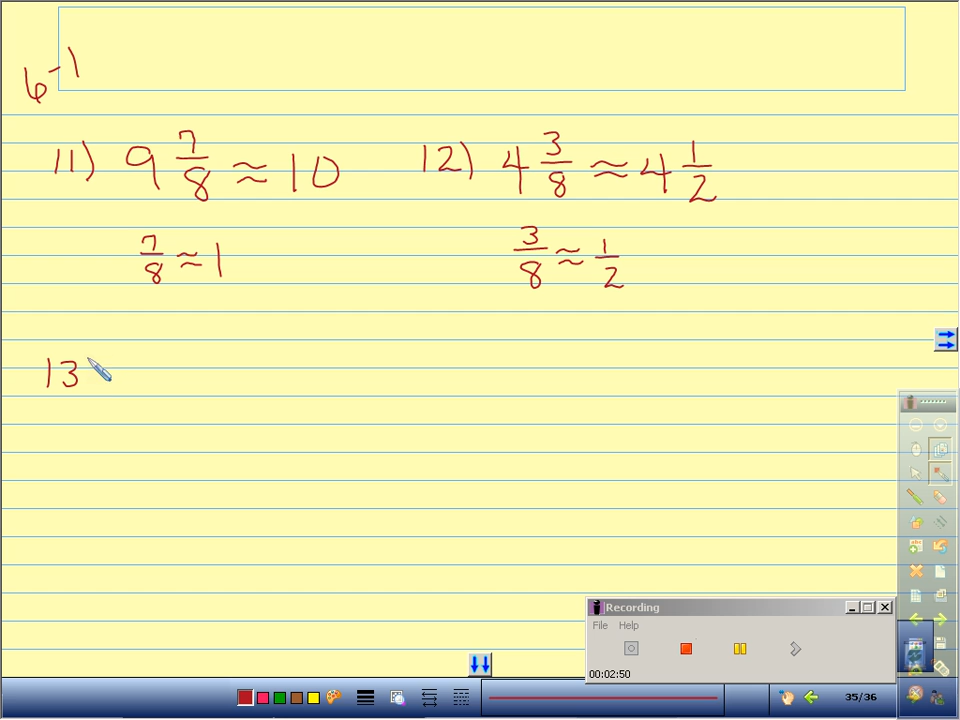 6-1
11) 9 7/8 ≈ 10 12) 4 3/8 ≈ 4 1/2
7/8 ≈ 1 3/8 ≈ 1/2
13
Recording
File Help
00:02:50
35/36